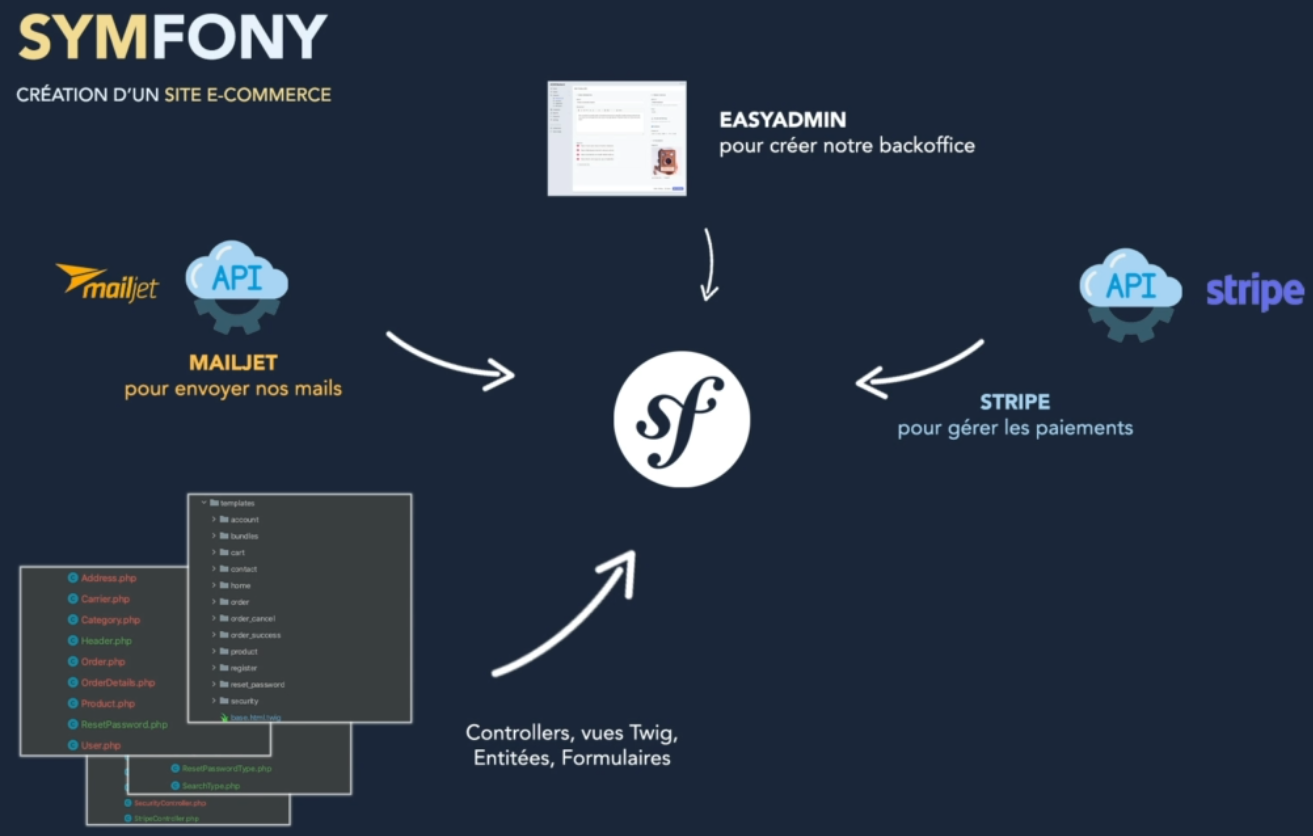 SYMFONY
CRÉATION D'UN SITE E-COMMERCE
EASYADMIN
pour créer notre backoffice
mailjet
API
MAILJET
pour envoyer nos mails
API
stripe
STRIPE
pour gérer les paiements
sf
templates
account
bundles
cart
contact
home
order
order_cancel
order_success
product
register
reset_password
security
base.html.twig
Address.php
Carrier.php
Category.php
Header.php
Order.php
OrderDetails.php
Product.php
ResetPassword.php
User.php
ResetPasswordType.php
SearchType.php
SecurityController.php
StripeController.php
Controllers, vues Twig,
Entitées, Formulaires